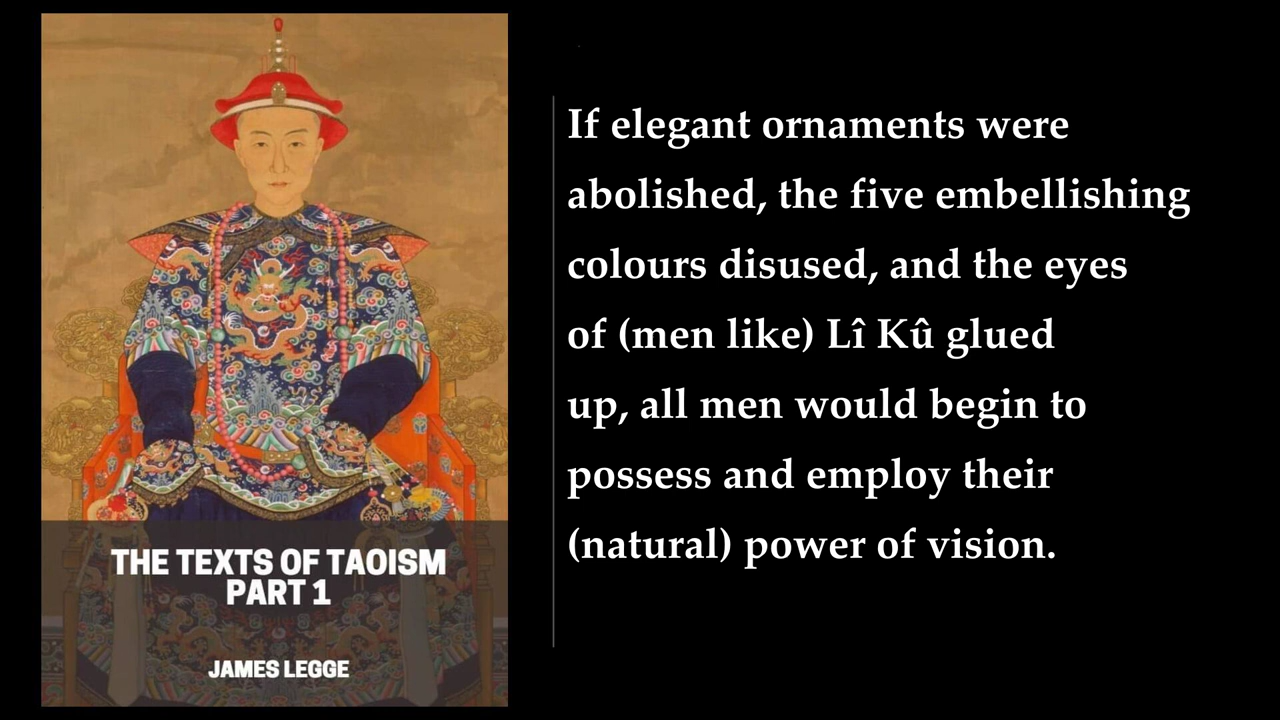 THE TEXTS OF TAOISM
PART 1
JAMES LEGGE
If elegant ornaments were
abolished, the five embellishing
colours disused, and the eyes
of (men like) Lî Kû glued
up, all men would begin to
possess and employ their
(natural) power of vision.